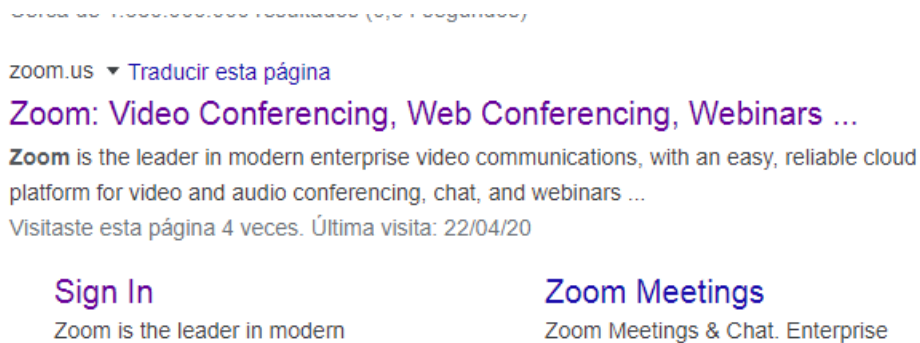 zoom.us ▼ Traducir esta página
Zoom: Video Conferencing, Web Conferencing, Webinars ...
Zoom is the leader in modern enterprise video communications, with an easy, reliable cloud
platform for video and audio conferencing, chat, and webinars ...
Visitaste esta página 4 veces. Última visita: 22/04/20
Sign In
Zoom Meetings
Zoom is the leader in modern
Zoom Meetings & Chat. Enterprise